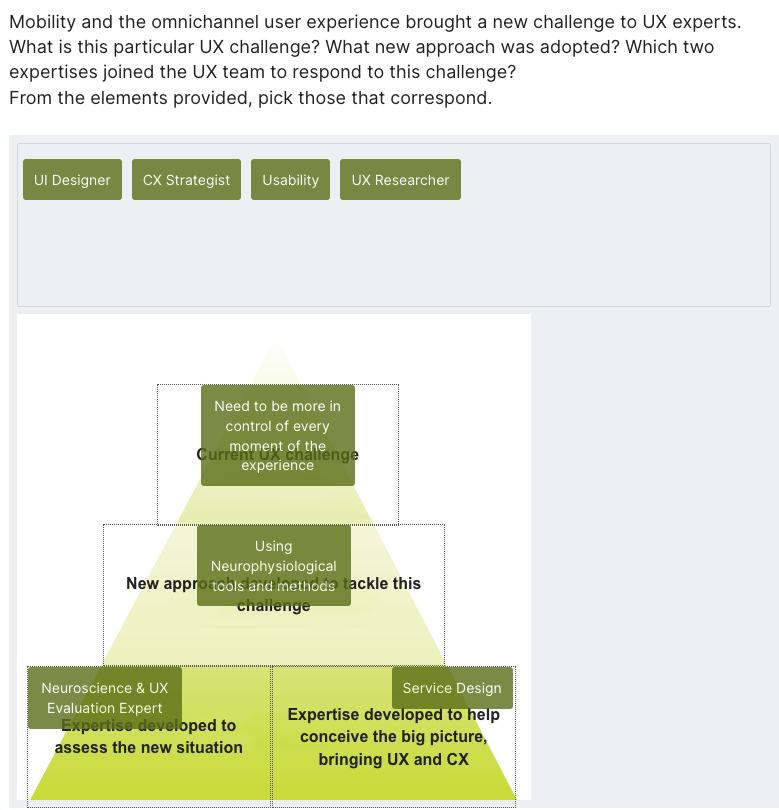 Mobility and the omnichannel user experience brought a new challenge to UX experts.
What is this particular UX challenge? What new approach was adopted? Which two
expertises joined the UX team to respond to this challenge?
From the elements provided, pick those that correspond.
UI Designer
CX Strategist
Usability
UX Researcher
Need to be more in
control of every
moment of the
experience
Current UX challenge
Using
Neurophysiological
tools and methods
New approach developed to tackle this
challenge
Neuroscience & UX
Evaluation Expert
Expertise developed to
assess the new situation
Service Design
Expertise developed to help
conceive the big picture,
bringing UX and CX